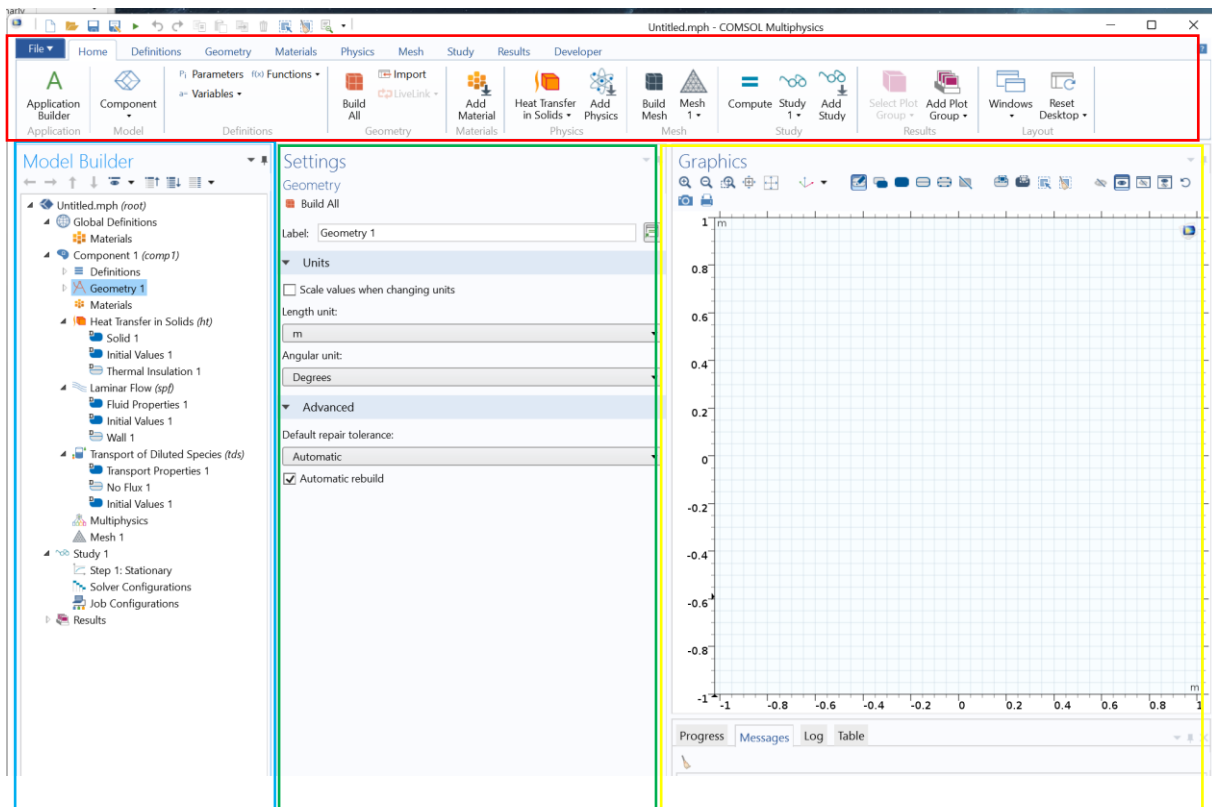 Untitled.mph - COMSOL Multiphysics
File Home Definitions Geometry Materials Physics Mesh Study Results Developer
A
Application Builder
Application
Component
Model
Pi Parameters f(x) Functions
a= Variables
Definitions
Build All
Import
LiveLink
Geometry
Add Material
Materials
Heat Transfer in Solids
Add Physics
Physics
Build Mesh
Mesh 1
Mesh
Compute
Study 1
Add Study
Study
Select Plot Group
Add Plot Group
Results
Windows
Reset Desktop
Layout
Model Builder
Untitled.mph (root)
Global Definitions
Materials
Component 1 (comp1)
Definitions
Geometry 1
Materials
Heat Transfer in Solids (ht)
Solid 1
Initial Values 1
Thermal Insulation 1
Laminar Flow (spf)
Fluid Properties 1
Initial Values 1
Wall 1
Transport of Diluted Species (tds)
Transport Properties 1
No Flux 1
Initial Values 1
Multiphysics
Mesh 1
Study 1
Step 1: Stationary
Solver Configurations
Job Configurations
Results
Settings
Geometry
Build All
Label: Geometry 1
Units
Scale values when changing units
Length unit:
m
Angular unit:
Degrees
Advanced
Default repair tolerance:
Automatic
Automatic rebuild
Graphics
m
1
0.8
0.6
0.4
0.2
0
-0.2
-0.4
-0.6
-0.8
-1
m
-1 -0.8 -0.6 -0.4 -0.2 0 0.2 0.4 0.6 0.8 1
Progress Messages Log Table